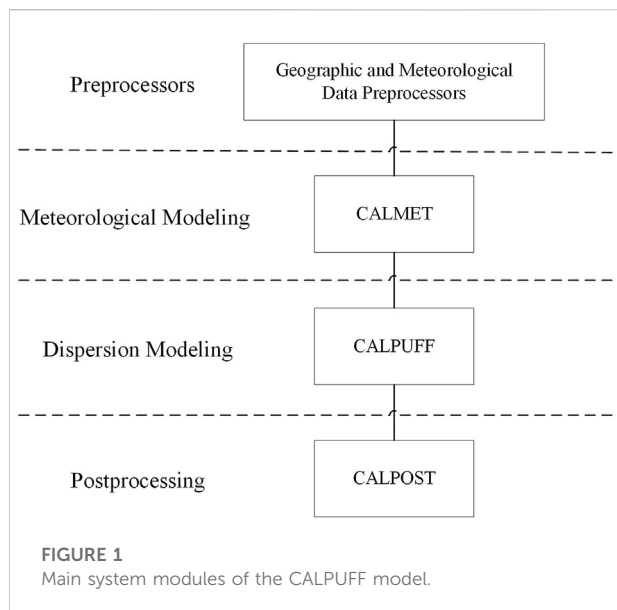 Preprocessors
Geographic and Meteorological
Data Preprocessors
Meteorological Modeling
CALMET
Dispersion Modeling
CALPUFF
Postprocessing
CALPOST
FIGURE 1
Main system modules of the CALPUFF model.